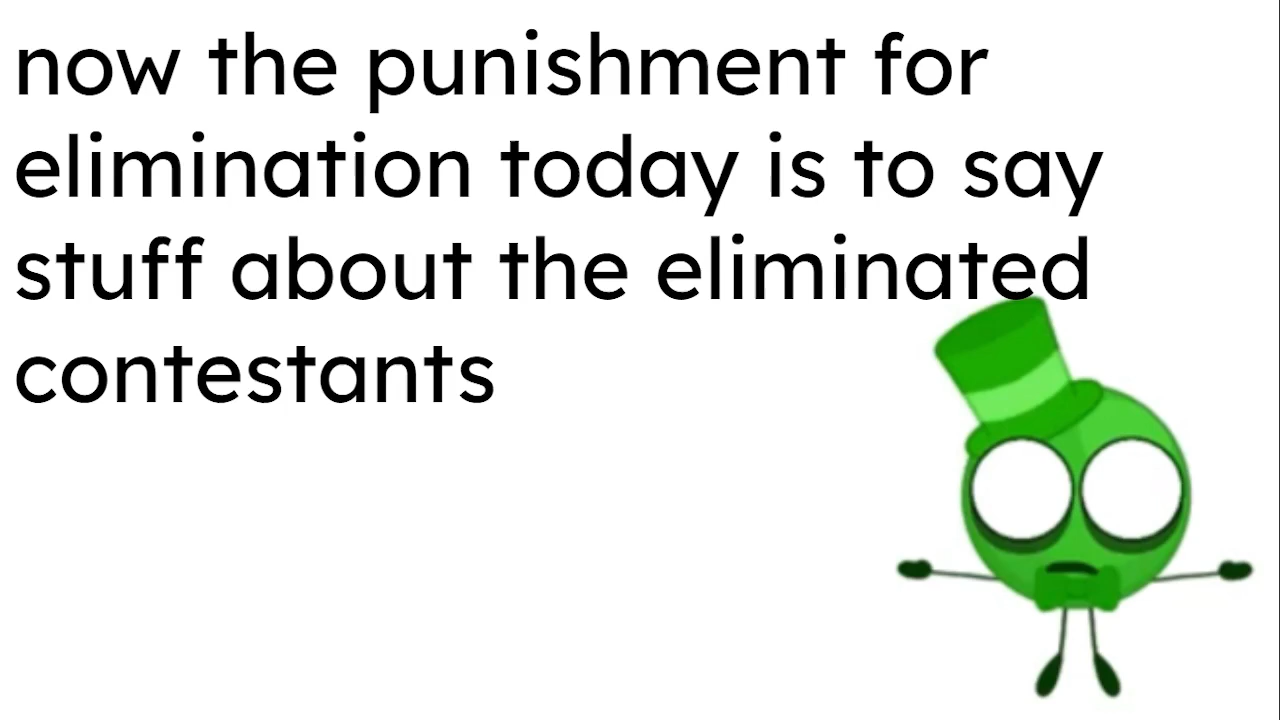 now the punishment for
elimination today is to say
stuff about the eliminated
contestants